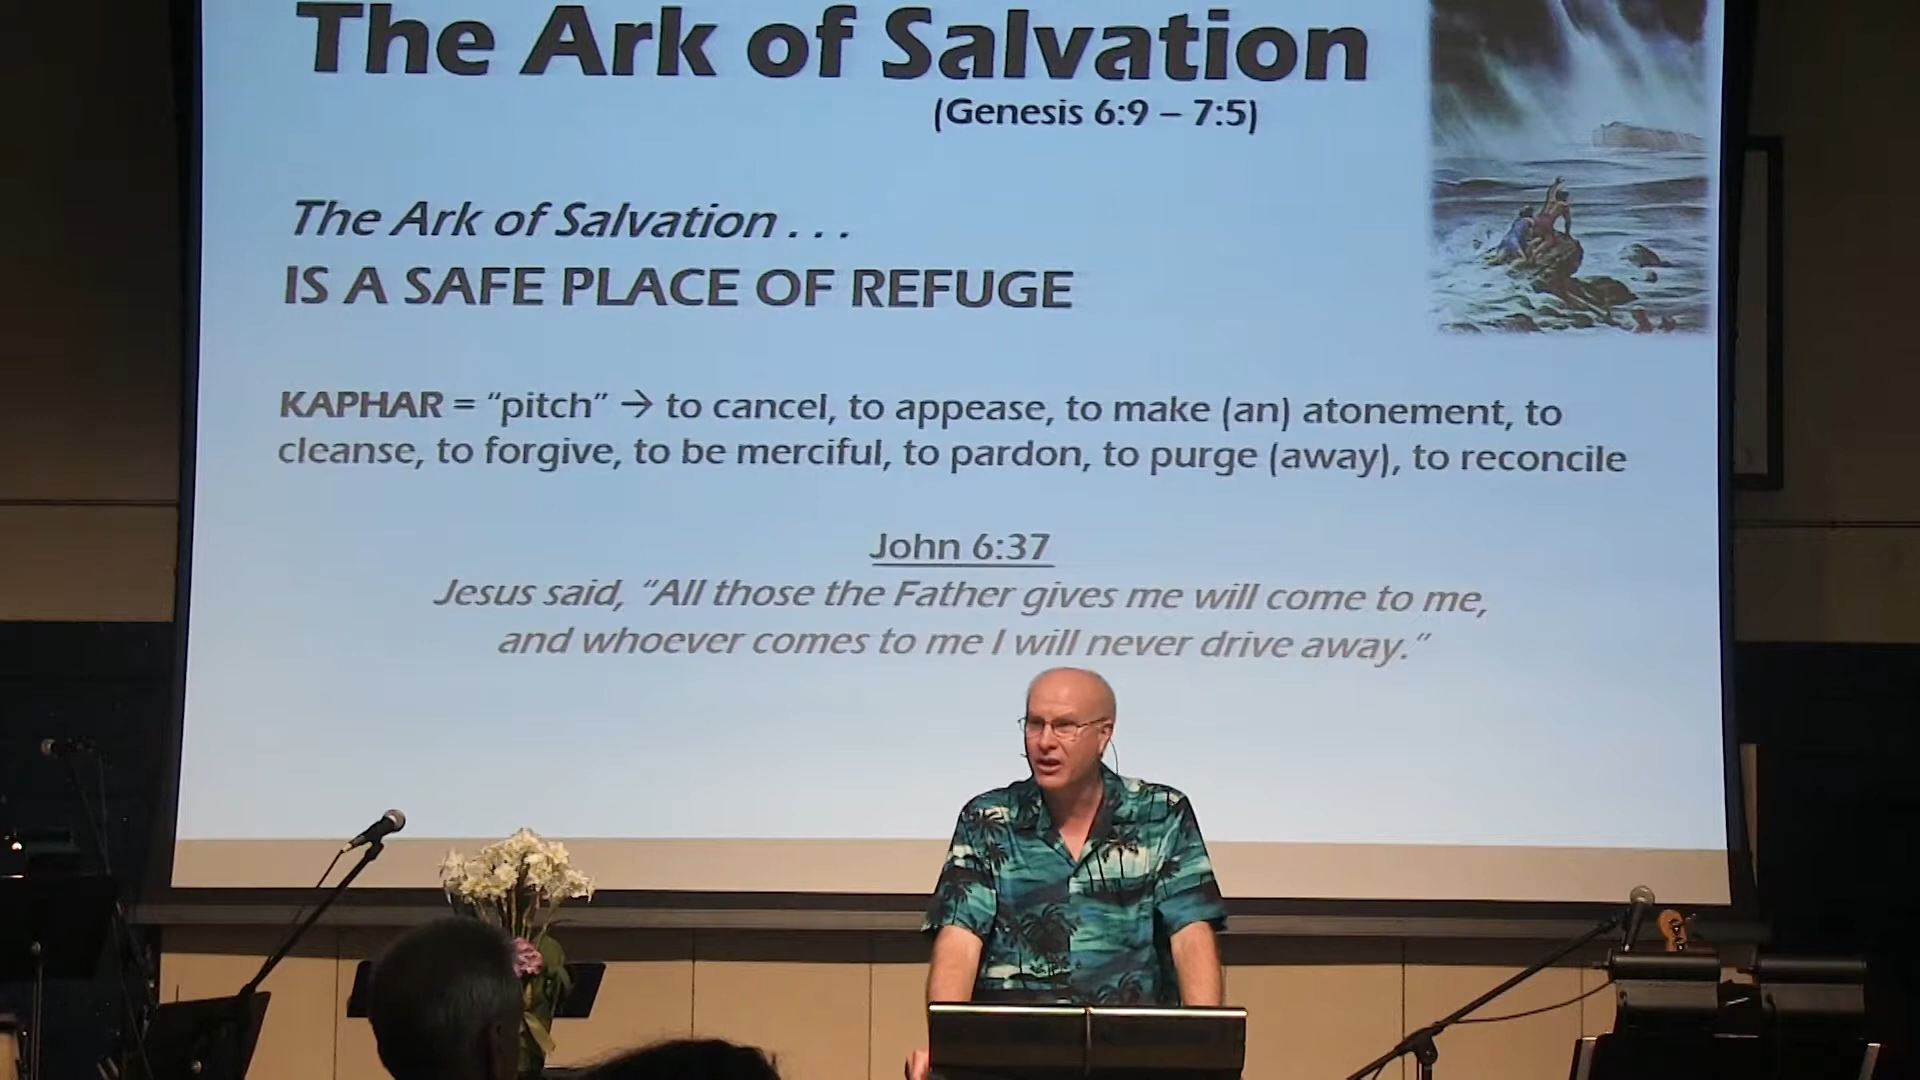 The Ark of Salvation
(Genesis 6:9 – 7:5)
The Ark of Salvation . . .
IS A SAFE PLACE OF REFUGE
KAPHAR = “pitch” → to cancel, to appease, to make (an) atonement, to
cleanse, to forgive, to be merciful, to pardon, to purge (away), to reconcile
John 6:37
Jesus said, “All those the Father gives me will come to me,
and whoever comes to me I will never drive away.”